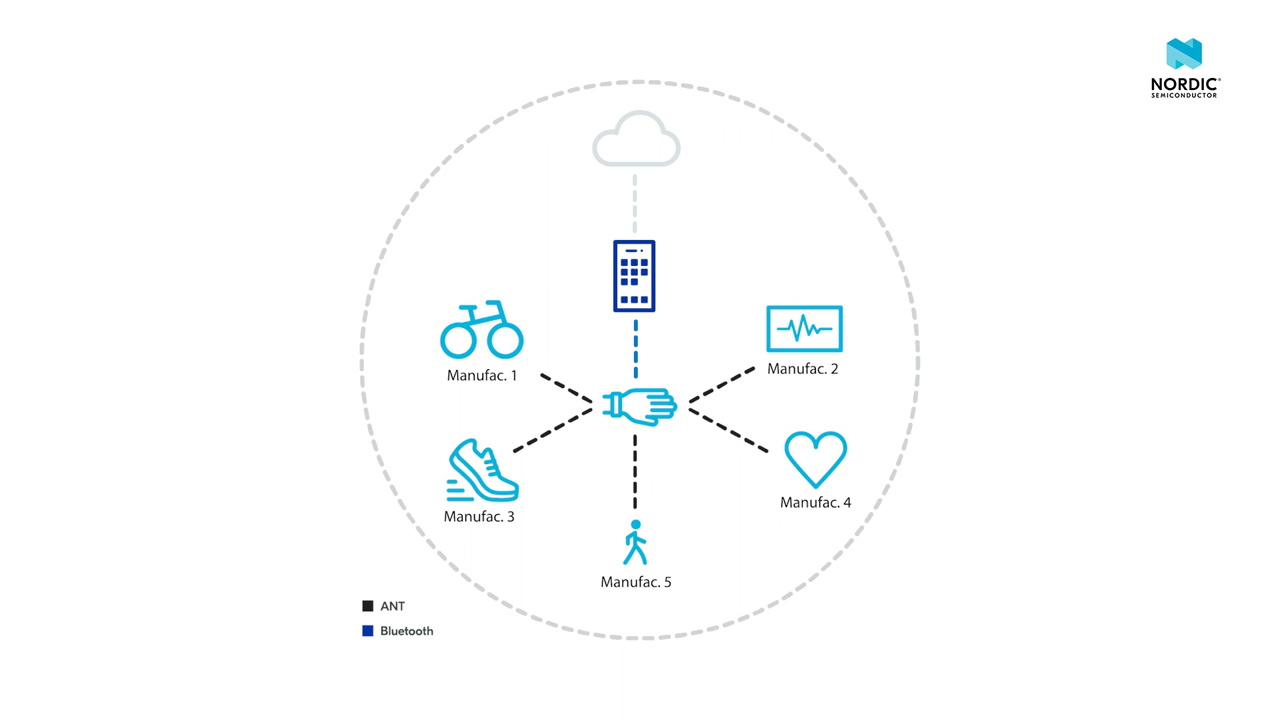 NORDIC®
SEMICONDUCTOR
Manufac. 1
Manufac. 2
Manufac. 3
Manufac. 4
Manufac. 5
ANT
Bluetooth